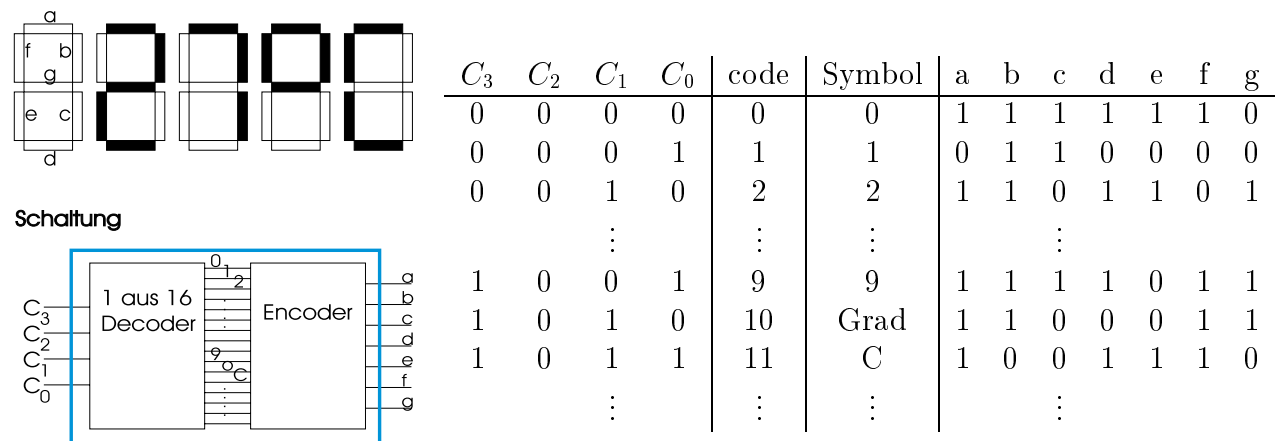 a
f b
g
e c
d
Schaltung
0
1
2
1 aus 16
Decoder
Encoder
C3
C2
C1
C0
9
o
C
a
b
c
d
e
f
g
C3 C2 C1 C0 code Symbol a b c d e f g
0 0 0 0 0 0 1 1 1 1 1 1 0
0 0 0 1 1 1 0 1 1 0 0 0 0
0 0 1 0 2 2 1 1 0 1 1 0 1
⋮ ⋮ ⋮ ⋮
1 0 0 1 9 9 1 1 1 1 0 1 1
1 0 1 0 10 Grad 1 1 0 0 0 1 1
1 0 1 1 11 C 1 0 0 1 1 1 0
⋮ ⋮ ⋮ ⋮